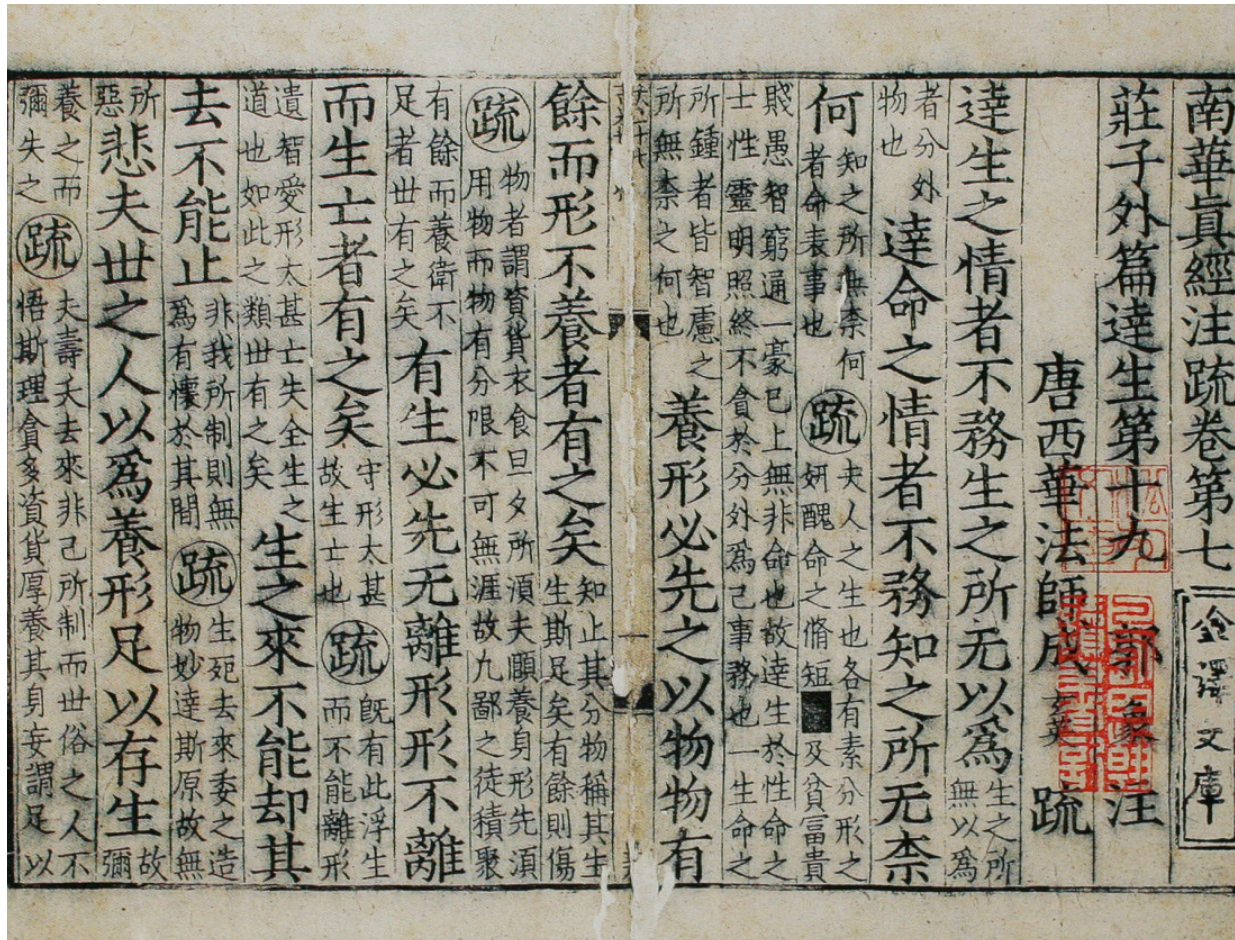 南華眞經注䟽卷第七
金澤文庫
莊子外篇達生第十九 郭象注
唐西華法師成玄英䟽
達生之情者不務生之所无以爲生之所無以爲
者分外物也達命之情者不務知之所无柰
何知之所無柰何者命表事也䟽夫人之生也各有素分形之妍醜命之脩短及貧富貴
賤愚智窮通一豪已上無非命也故達生於性命之士性靈明照終不貪於分外爲己事務也一生命之
所鍾者皆智慮之所無柰之何也養形必先之以物物有
餘而形不養者有之矣知止其分物稱其生生斯足矣有餘則傷
䟽物者謂資貨衣食旦夕所湏夫頤養身形先湏用物而物有分限不可無涯故九鄙之徒積聚
有餘而養衛不足者世有之矣有生必先无離形形不離
而生亡者有之矣守形太甚故生亡也䟽旣有此浮生而不能離形
遺智愛形太甚亡失全生之道也如此之類世有之矣生之來不能却其
去不能止非我所制則無爲有懷於其間䟽生死去來委之造物妙達斯原故無
所惡悲夫世之人以爲養形足以存生故彌
養之而彌失之䟽夫壽夭去來非己所制而世俗之人不悟斯理貪多資貨厚養其身妄謂足以